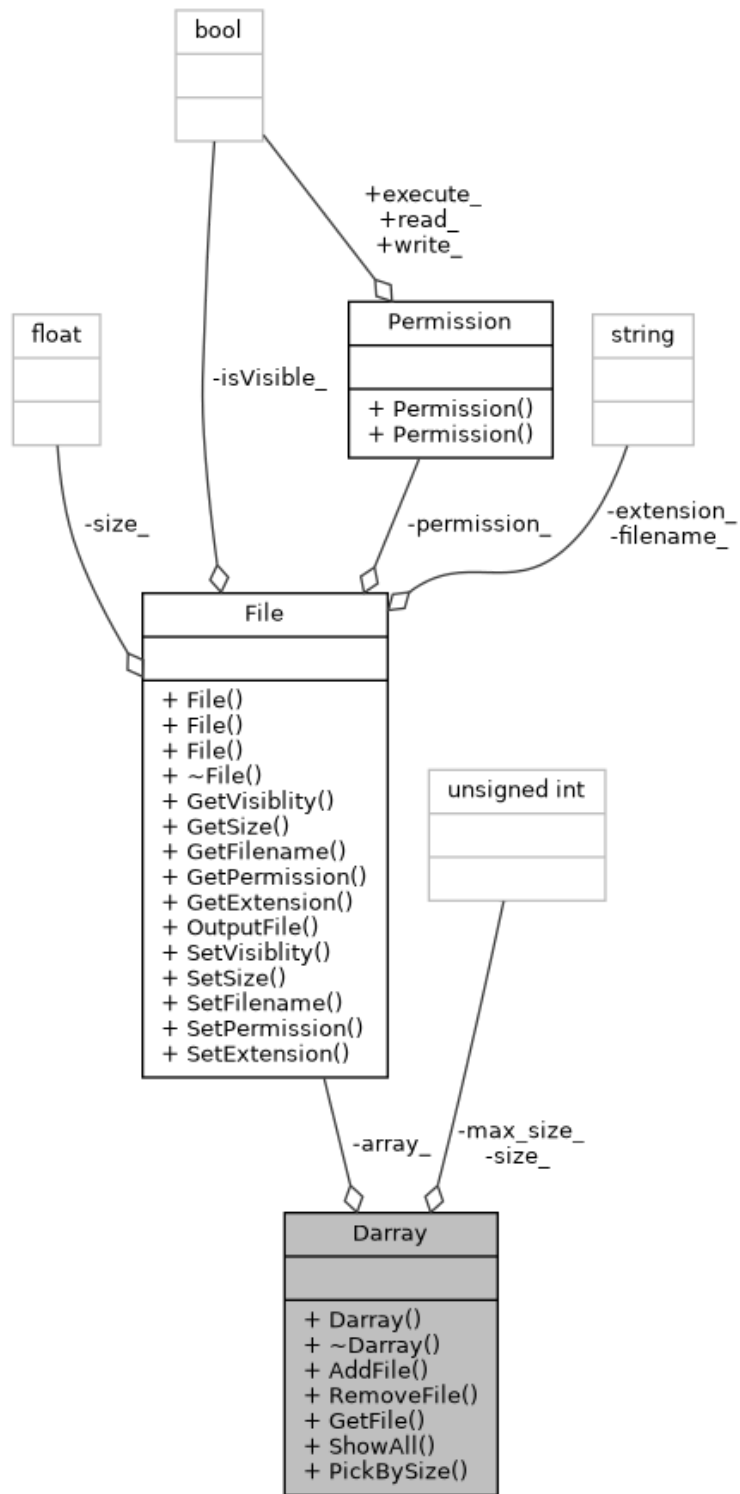 bool
+execute_
+read_
+write_
float
Permission
string
-isVisible_
+ Permission()
+ Permission()
-size_
-permission_
-extension_
-filename_
File
+ File()
+ File()
+ File()
+ ~File()
+ GetVisiblity()
+ GetSize()
+ GetFilename()
+ GetPermission()
+ GetExtension()
+ OutputFile()
+ SetVisiblity()
+ SetSize()
+ SetFilename()
+ SetPermission()
+ SetExtension()
unsigned int
-array_
-max_size_
-size_
Darray
+ Darray()
+ ~Darray()
+ AddFile()
+ RemoveFile()
+ GetFile()
+ ShowAll()
+ PickBySize()